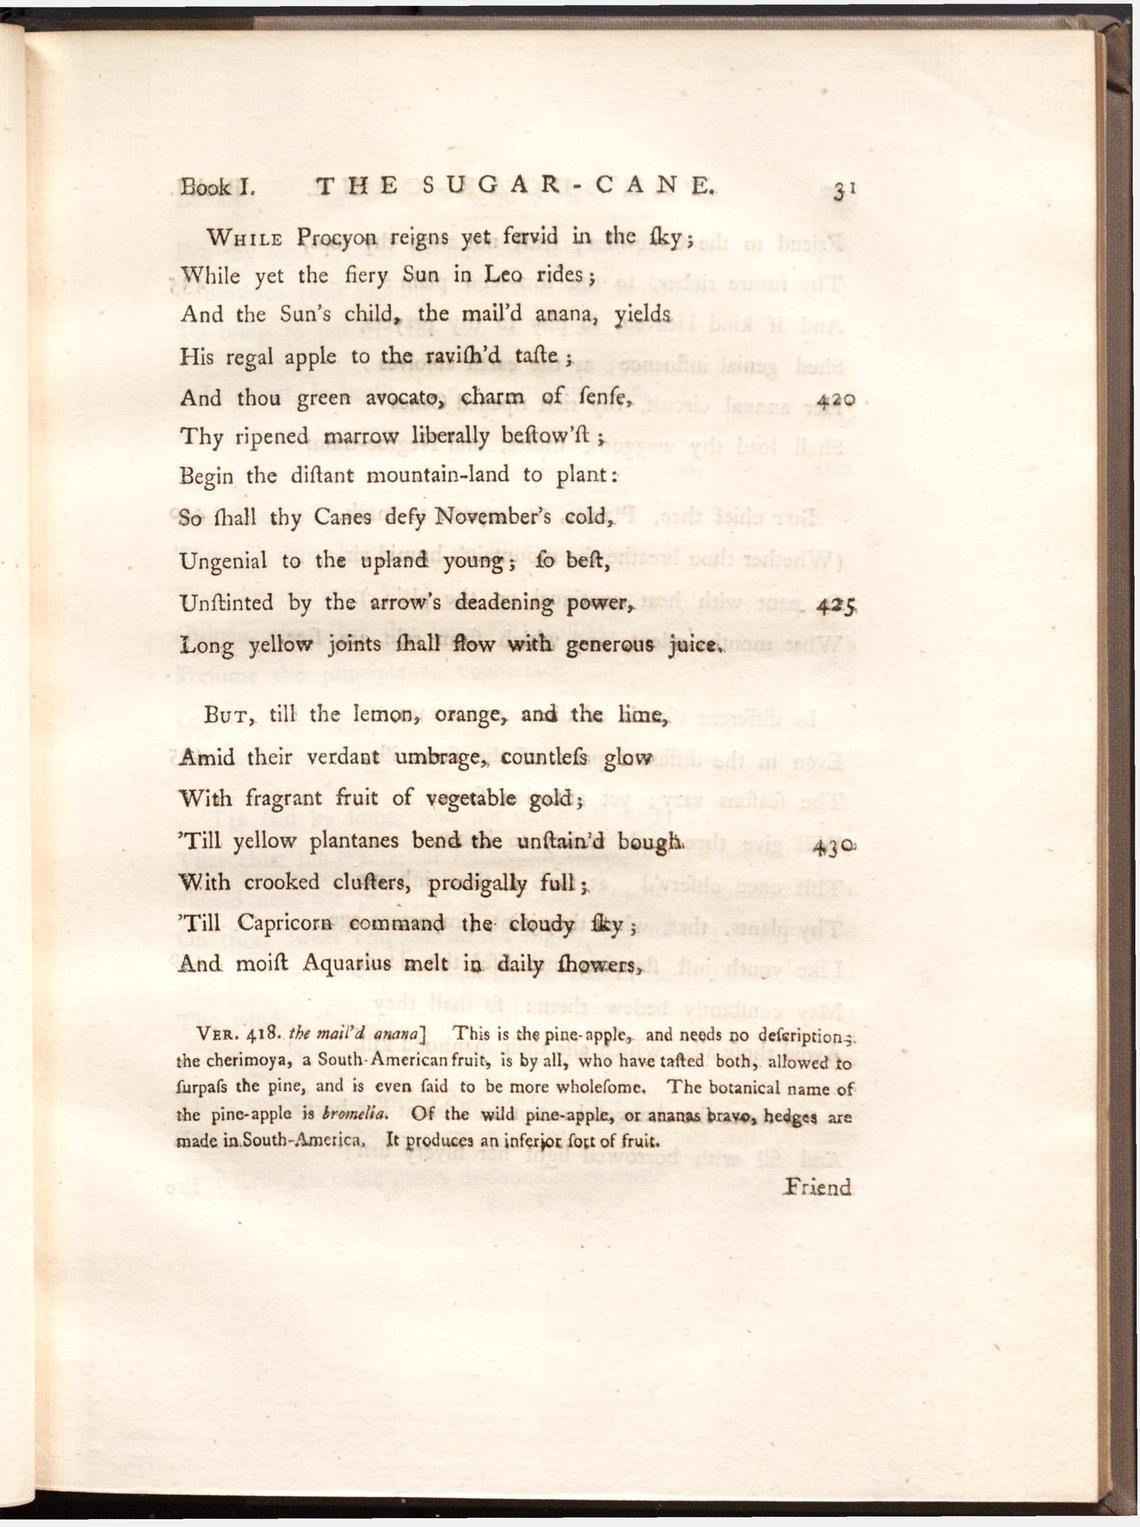 Book I. THE SUGAR-CANE. 31
WHILE Procyon reigns yet fervid in the ſky;
While yet the fiery Sun in Leo rides;
And the Sun's child, the mail'd anana, yields
His regal apple to the raviſh'd taſte;
And thou green avocato, charm of ſenſe, 420
Thy ripened marrow liberally beſtow'ſt;
Begin the diſtant mountain-land to plant:
So ſhall thy Canes defy November's cold,
Ungenial to the upland young; ſo beſt,
Unſtinted by the arrow's deadening power, 425
Long yellow joints ſhall flow with generous juice.
BUT, till the lemon, orange, and the lime,
Amid their verdant umbrage, countleſs glow
With fragrant fruit of vegetable gold;
'Till yellow plantanes bend the unſtain'd bough 430
With crooked cluſters, prodigally full;
'Till Capricorn command the cloudy ſky;
And moiſt Aquarius melt in daily ſhowers,
VER. 418. the mail'd anana] This is the pine-apple, and needs no deſcription;
the cherimoya, a South-American fruit, is by all, who have taſted both, allowed to
ſurpaſs the pine, and is even ſaid to be more wholeſome. The botanical name of
the pine-apple is bromelia. Of the wild pine-apple, or ananas bravo, hedges are
made in South-America. It produces an inferior ſort of fruit.
Friend